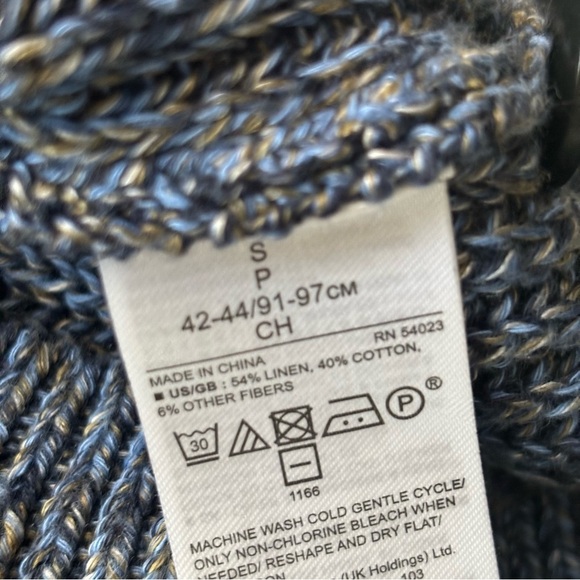 S
P
42-44/91-97CM
CH
RN 54023
MADE IN CHINA
■ US/GB : 54% LINEN, 40% COTTON,
6% OTHER FIBERS
30
P ®
1166
MACHINE WASH COLD GENTLE CYCLE/
ONLY NON-CHLORINE BLEACH WHEN
NEEDED/ RESHAPE AND DRY FLAT/
(UK Holdings) Ltd.
103